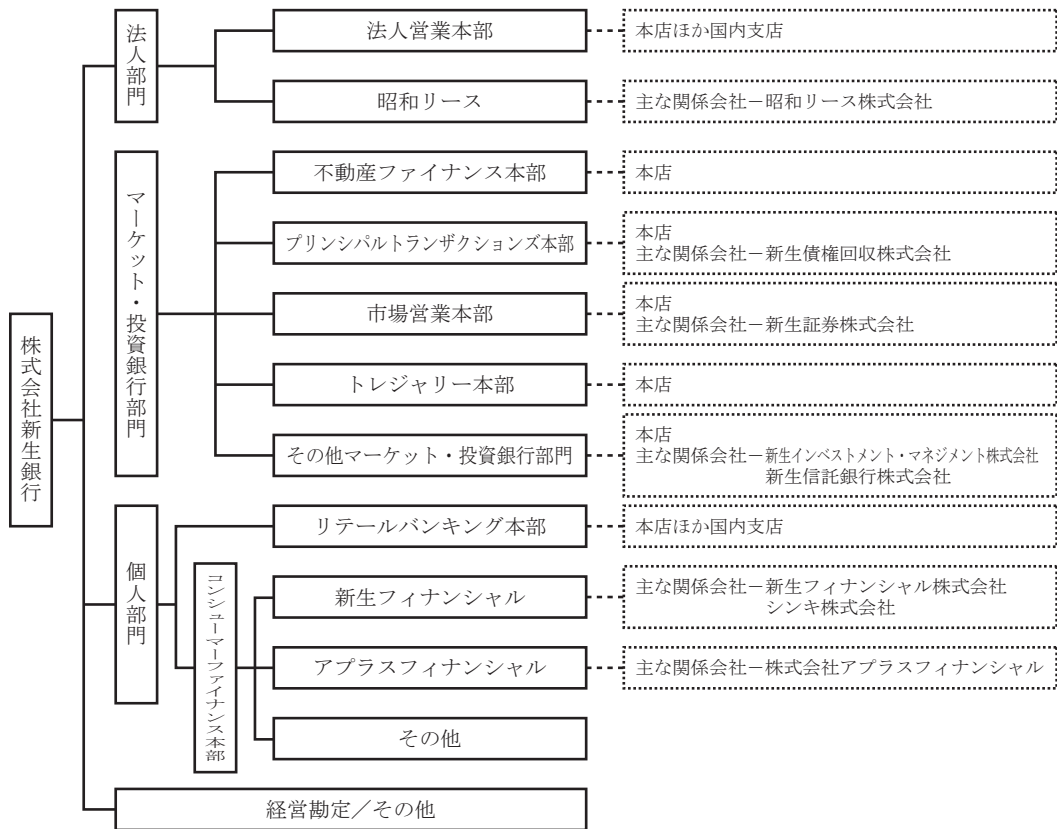 株式会社新生銀行
法人部門
法人営業本部
本店ほか国内支店
昭和リース
主な関係会社－昭和リース株式会社
マーケット・投資銀行部門
不動産ファイナンス本部
本店
プリンシパルトランザクションズ本部
本店
主な関係会社－新生債権回収株式会社
市場営業本部
本店
主な関係会社－新生証券株式会社
トレジャリー本部
本店
その他マーケット・投資銀行部門
本店
主な関係会社－新生インベストメント・マネジメント株式会社
新生信託銀行株式会社
個人部門
リテールバンキング本部
本店ほか国内支店
コンシューマーファイナンス本部
新生フィナンシャル
主な関係会社－新生フィナンシャル株式会社
シンキ株式会社
アプラスフィナンシャル
主な関係会社－株式会社アプラスフィナンシャル
その他
経営勘定／その他